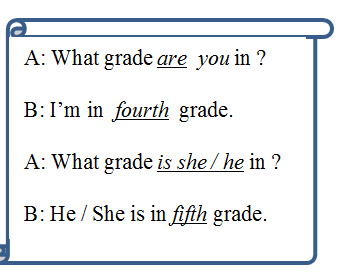 A: What grade are you in ?
B: I’m in fourth grade.
A: What grade is she / he in ?
B: He / She is in fifth grade.